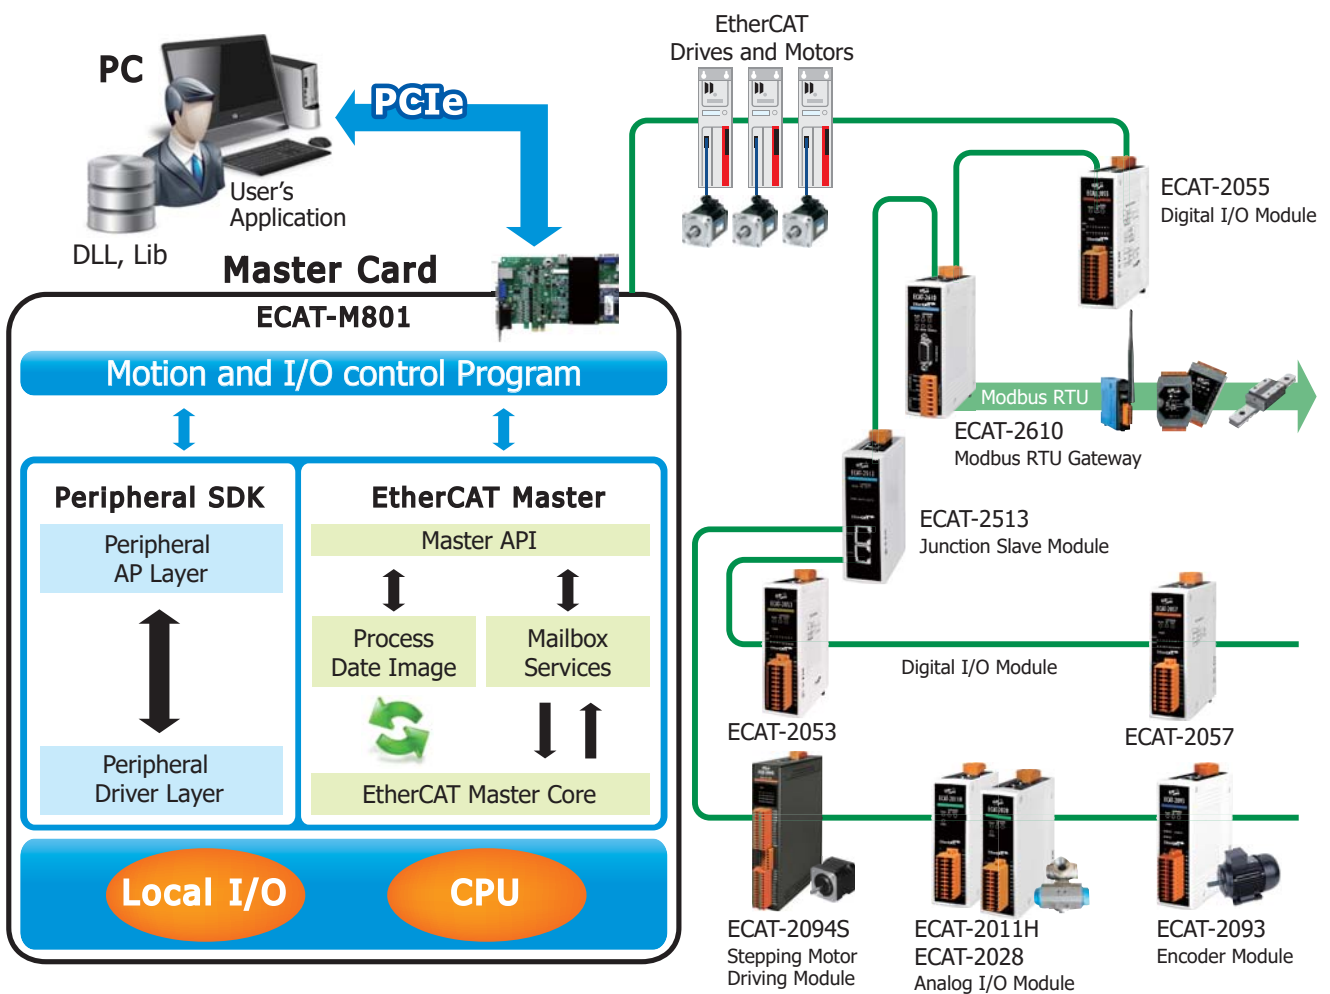 EtherCAT
Drives and Motors
PC
PCIe
User's
Application
DLL, Lib
Master Card
ECAT-M801
Motion and I/O control Program
Peripheral SDK
Peripheral
AP Layer
Peripheral
Driver Layer
EtherCAT Master
Master API
Process
Date Image
Mailbox
Services
EtherCAT Master Core
Local I/O
CPU
ECAT-2055
Digital I/O Module
Modbus RTU
ECAT-2610
Modbus RTU Gateway
ECAT-2513
Junction Slave Module
Digital I/O Module
ECAT-2053
ECAT-2057
ECAT-2094S
Stepping Motor
Driving Module
ECAT-2011H
ECAT-2028
Analog I/O Module
ECAT-2093
Encoder Module